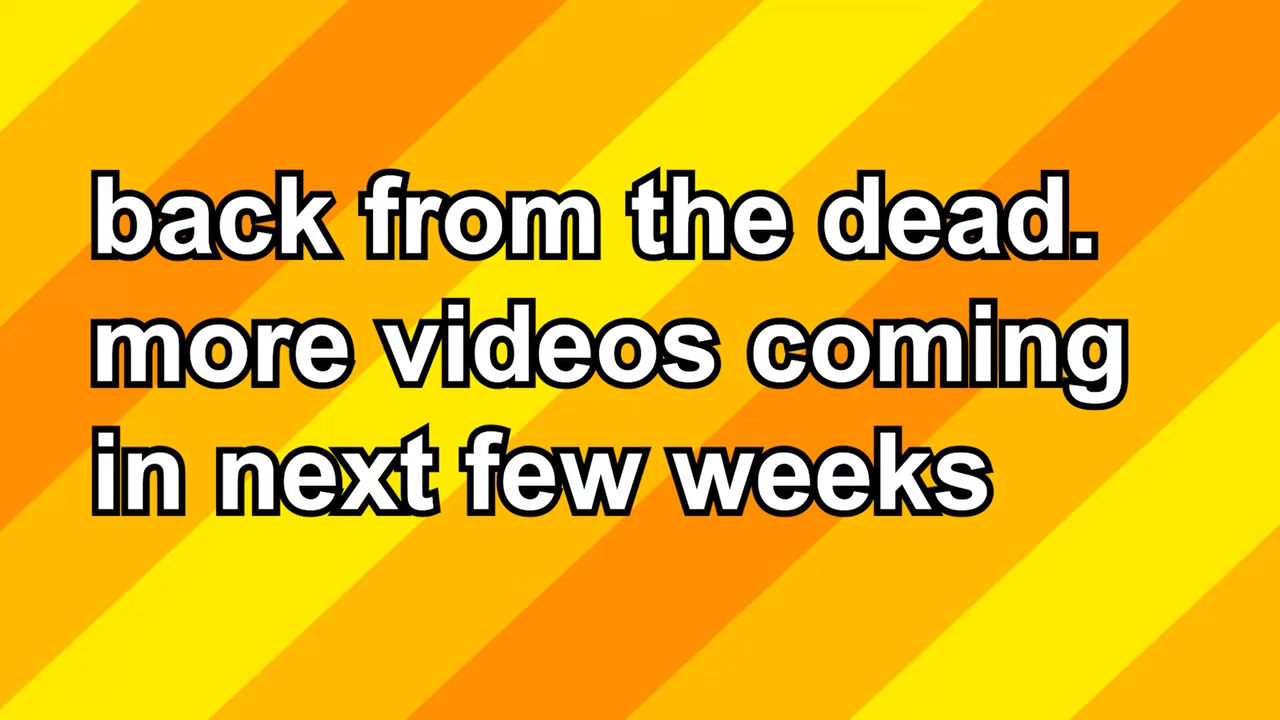 back from the dead.
more videos coming
in next few weeks